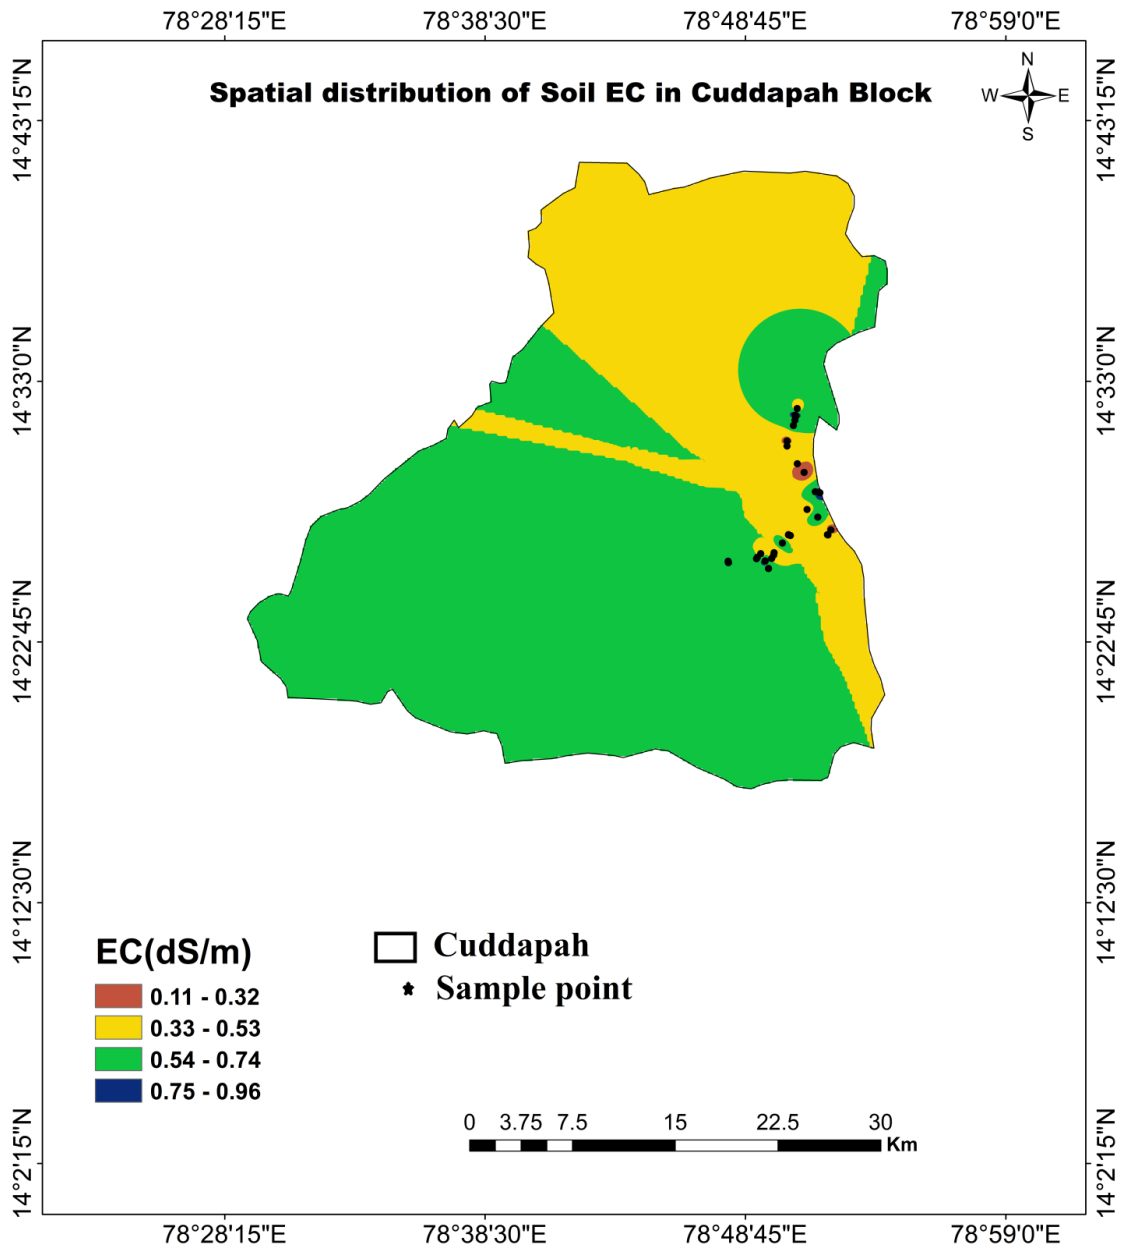 78°28'15"E 78°38'30"E 78°48'45"E 78°59'0"E
Spatial distribution of Soil EC in Cuddapah Block
N
W E
S
14°43'15"N 14°43'15"N
14°33'0"N 14°33'0"N
14°22'45"N 14°22'45"N
14°12'30"N 14°12'30"N
14°2'15"N 14°2'15"N
EC(dS/m)
0.11 - 0.32
0.33 - 0.53
0.54 - 0.74
0.75 - 0.96
Cuddapah
Sample point
0 3.75 7.5 15 22.5 30
Km
78°28'15"E 78°38'30"E 78°48'45"E 78°59'0"E